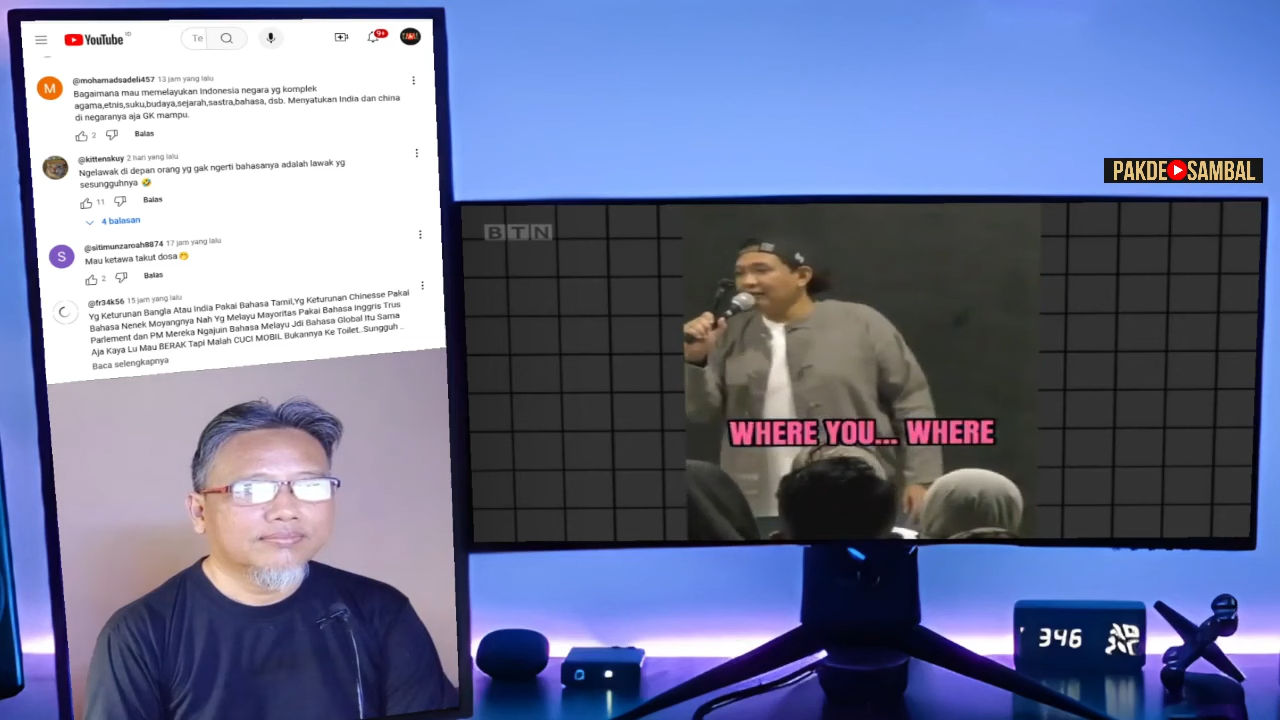 YouTube ID
Te
9+
@mohamadsadeli457 13 jam yang lalu
Bagaimana mau memelayukan Indonesia negara yg komplek
agama,etnis,suku,budaya,sejarah,sastra,bahasa, dsb. Menyatukan India dan china
di negaranya aja GK mampu.
2 Balas
@kittenskuy 2 hari yang lalu
Ngelawak di depan orang yg gak ngerti bahasanya adalah lawak yg
sesungguhnya 🤣
11 Balas
4 balasan
@sitimunzaroah8874 17 jam yang lalu
Mau ketawa takut dosa🤭
2 Balas
@fr34k56 15 jam yang lalu
Yg Keturunan Bangla Atau India Pakai Bahasa Tamil,Yg Keturunan Chinesse Pakai
Bahasa Nenek Moyangnya Nah Yg Melayu Mayoritas Pakai Bahasa Inggris Trus
Parlement dan PM Mereka Ngajuin Bahasa Melayu Jdi Bahasa Global Itu Sama
Aja Kaya Lu Mau BERAK Tapi Malah CUCI MOBIL Bukannya Ke Toilet..Sungguh ..
Baca selengkapnya
M
S
PAKDE SAMBAL
BTN
WHERE YOU... WHERE
346